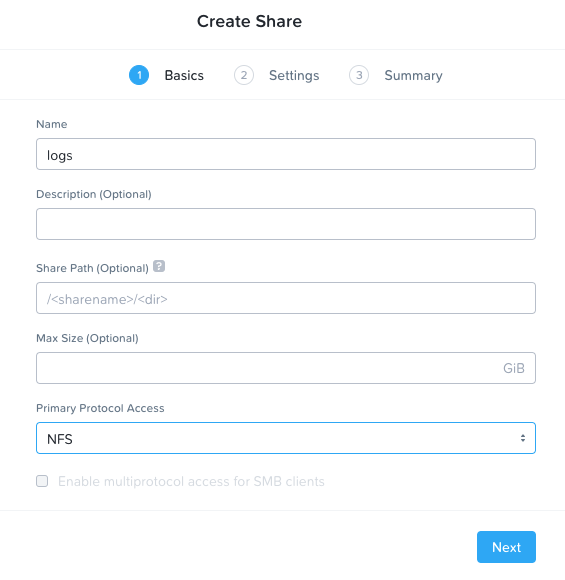 Create Share
1 Basics 2 Settings 3 Summary
Name
logs
Description (Optional)
Share Path (Optional) ?
/<sharename>/<dir>
Max Size (Optional)
GiB
Primary Protocol Access
NFS
Enable multiprotocol access for SMB clients
Next